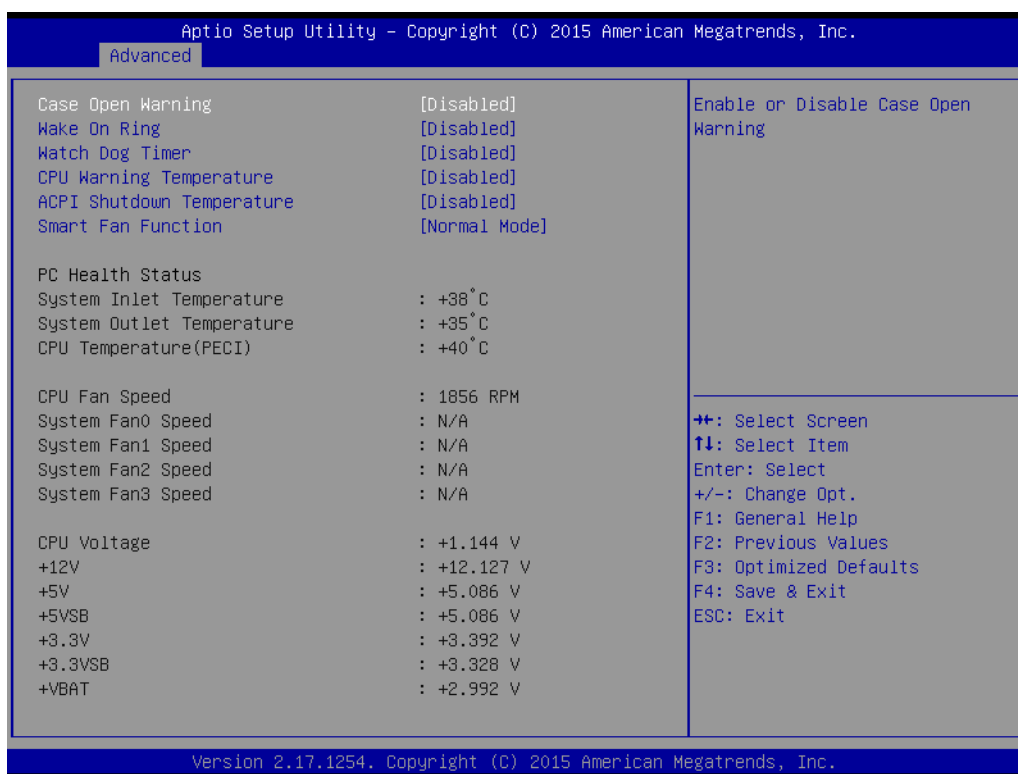 Aptio Setup Utility – Copyright (C) 2015 American Megatrends, Inc.
Advanced
Case Open Warning [Disabled]
Wake On Ring [Disabled]
Watch Dog Timer [Disabled]
CPU Warning Temperature [Disabled]
ACPI Shutdown Temperature [Disabled]
Smart Fan Function [Normal Mode]
PC Health Status
System Inlet Temperature : +38°C
System Outlet Temperature : +35°C
CPU Temperature(PECI) : +40°C
CPU Fan Speed : 1856 RPM
System Fan0 Speed : N/A
System Fan1 Speed : N/A
System Fan2 Speed : N/A
System Fan3 Speed : N/A
CPU Voltage : +1.144 V
+12V : +12.127 V
+5V : +5.086 V
+5VSB : +5.086 V
+3.3V : +3.392 V
+3.3VSB : +3.328 V
+VBAT : +2.992 V
Enable or Disable Case Open
Warning
→←: Select Screen
↑↓: Select Item
Enter: Select
+/-: Change Opt.
F1: General Help
F2: Previous Values
F3: Optimized Defaults
F4: Save & Exit
ESC: Exit
Version 2.17.1254. Copyright (C) 2015 American Megatrends, Inc.